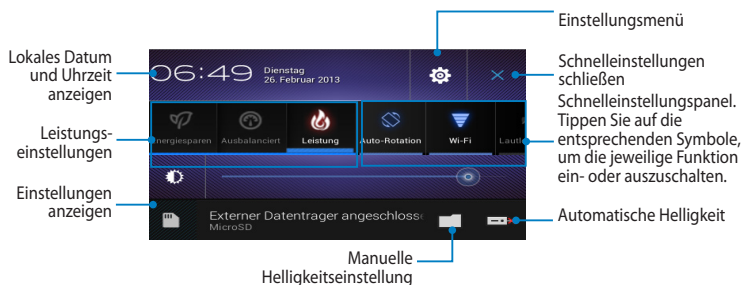 Einstellungsmenü
Lokales Datum
und Uhrzeit
anzeigen
06:49
Dienstag
26. Februar 2013
Schnelleinstellungen
schließen
Leistungs-
einstellungen
nergiesparen
Ausbalanciert
Leistung
Auto-Rotation
Wi-Fi
Lautl
Schnelleinstellungspanel.
Tippen Sie auf die
entsprechenden Symbole,
um die jeweilige Funktion
ein- oder auszuschalten.
Einstellungen
anzeigen
Externer Datentrager angeschlosse
MicroSD
Automatische Helligkeit
Manuelle
Helligkeitseinstellung